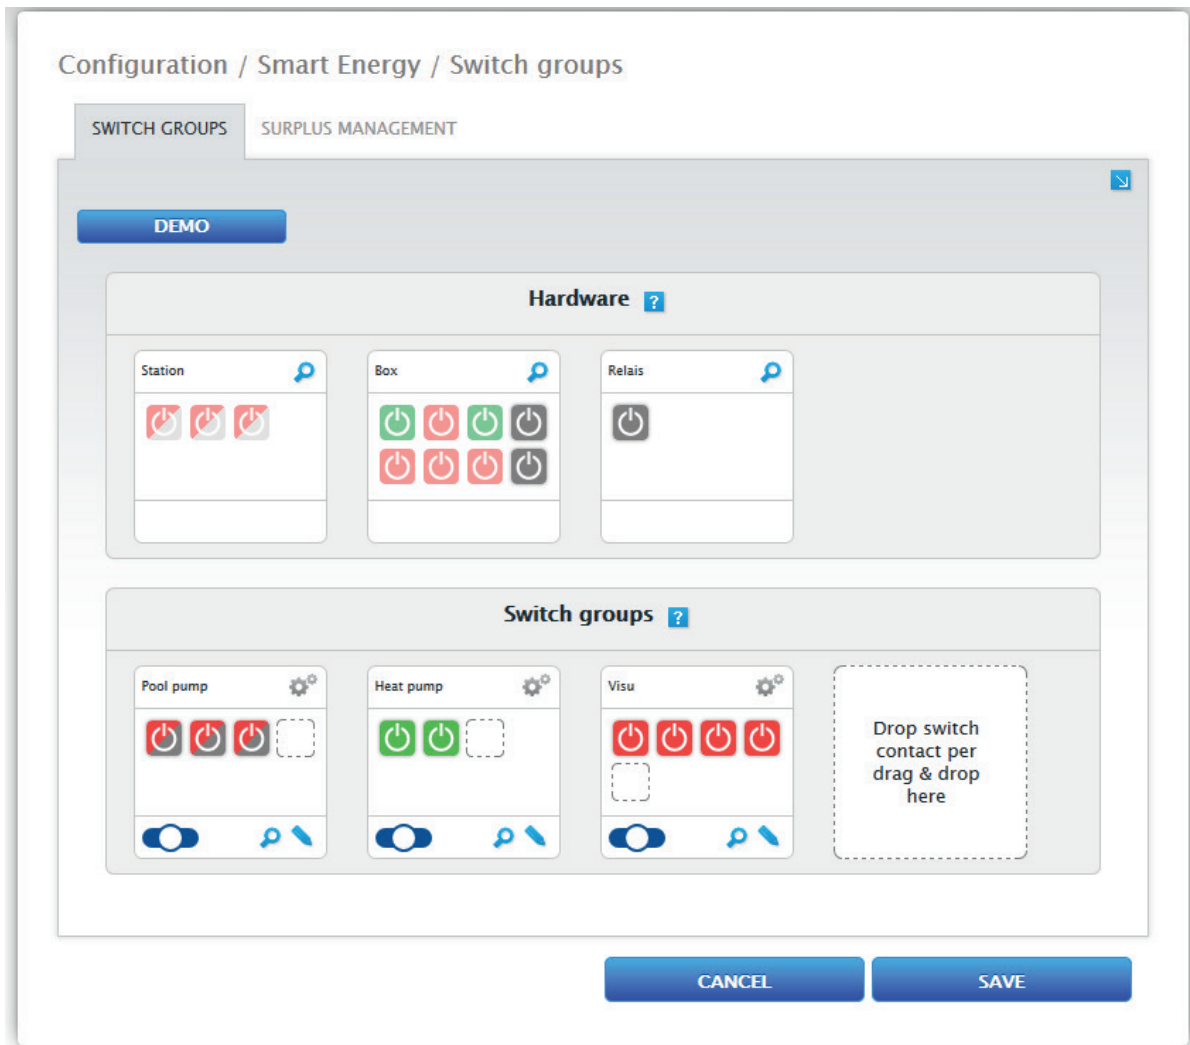 Configuration / Smart Energy / Switch groups
SWITCH GROUPS
SURPLUS MANAGEMENT
DEMO
Hardware ?
Station
Box
Relais
Switch groups ?
Pool pump
Heat pump
Visu
Drop switch
contact per
drag & drop
here
CANCEL
SAVE